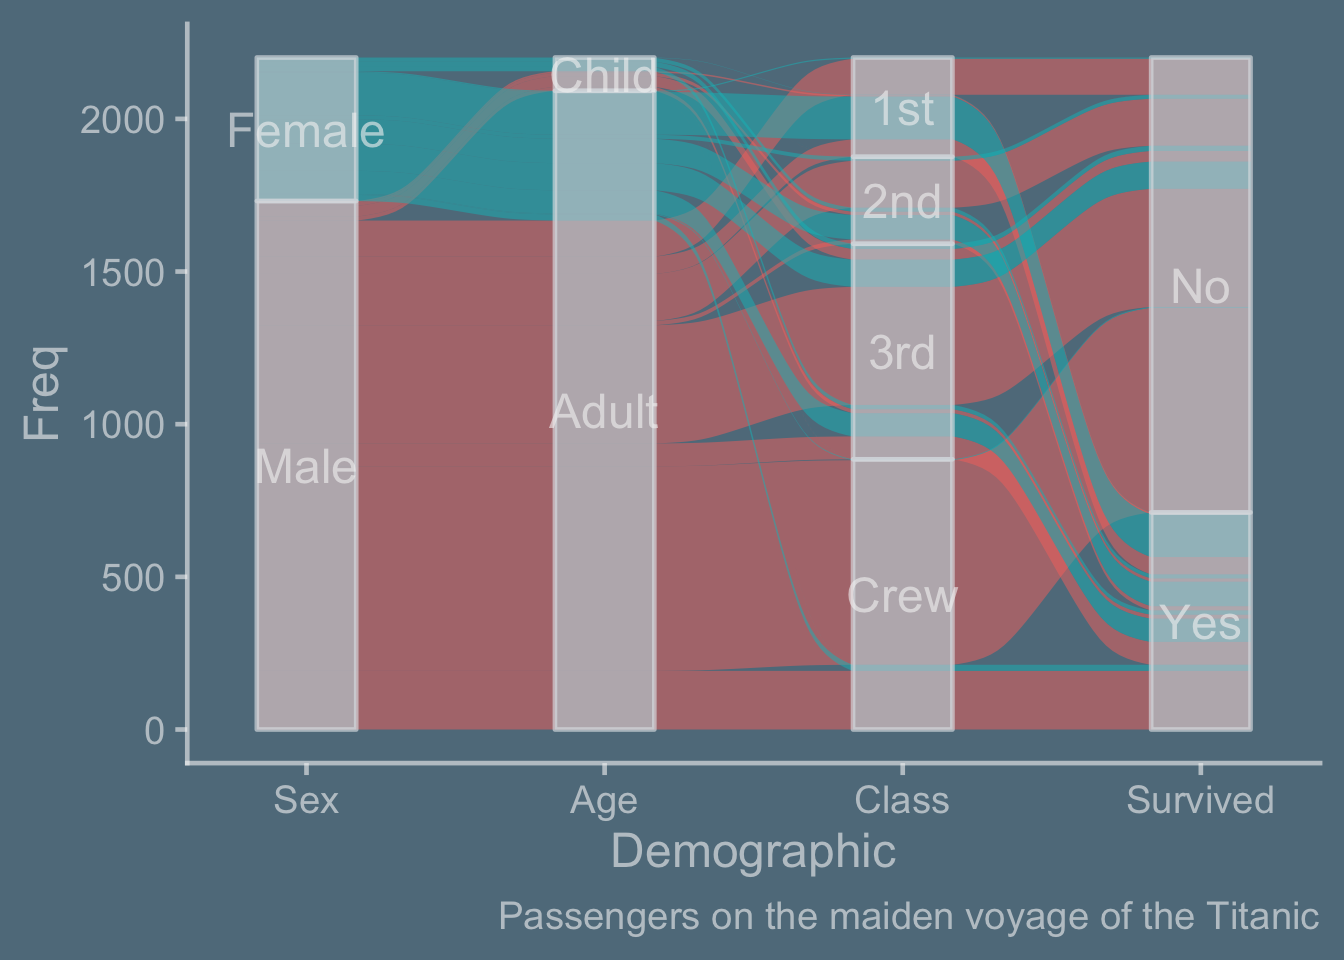 Freq
2000
1500
1000
500
0
Female
Male
Child
Adult
1st
2nd
3rd
Crew
No
Yes
Sex Age Class Survived
Demographic
Passengers on the maiden voyage of the Titanic